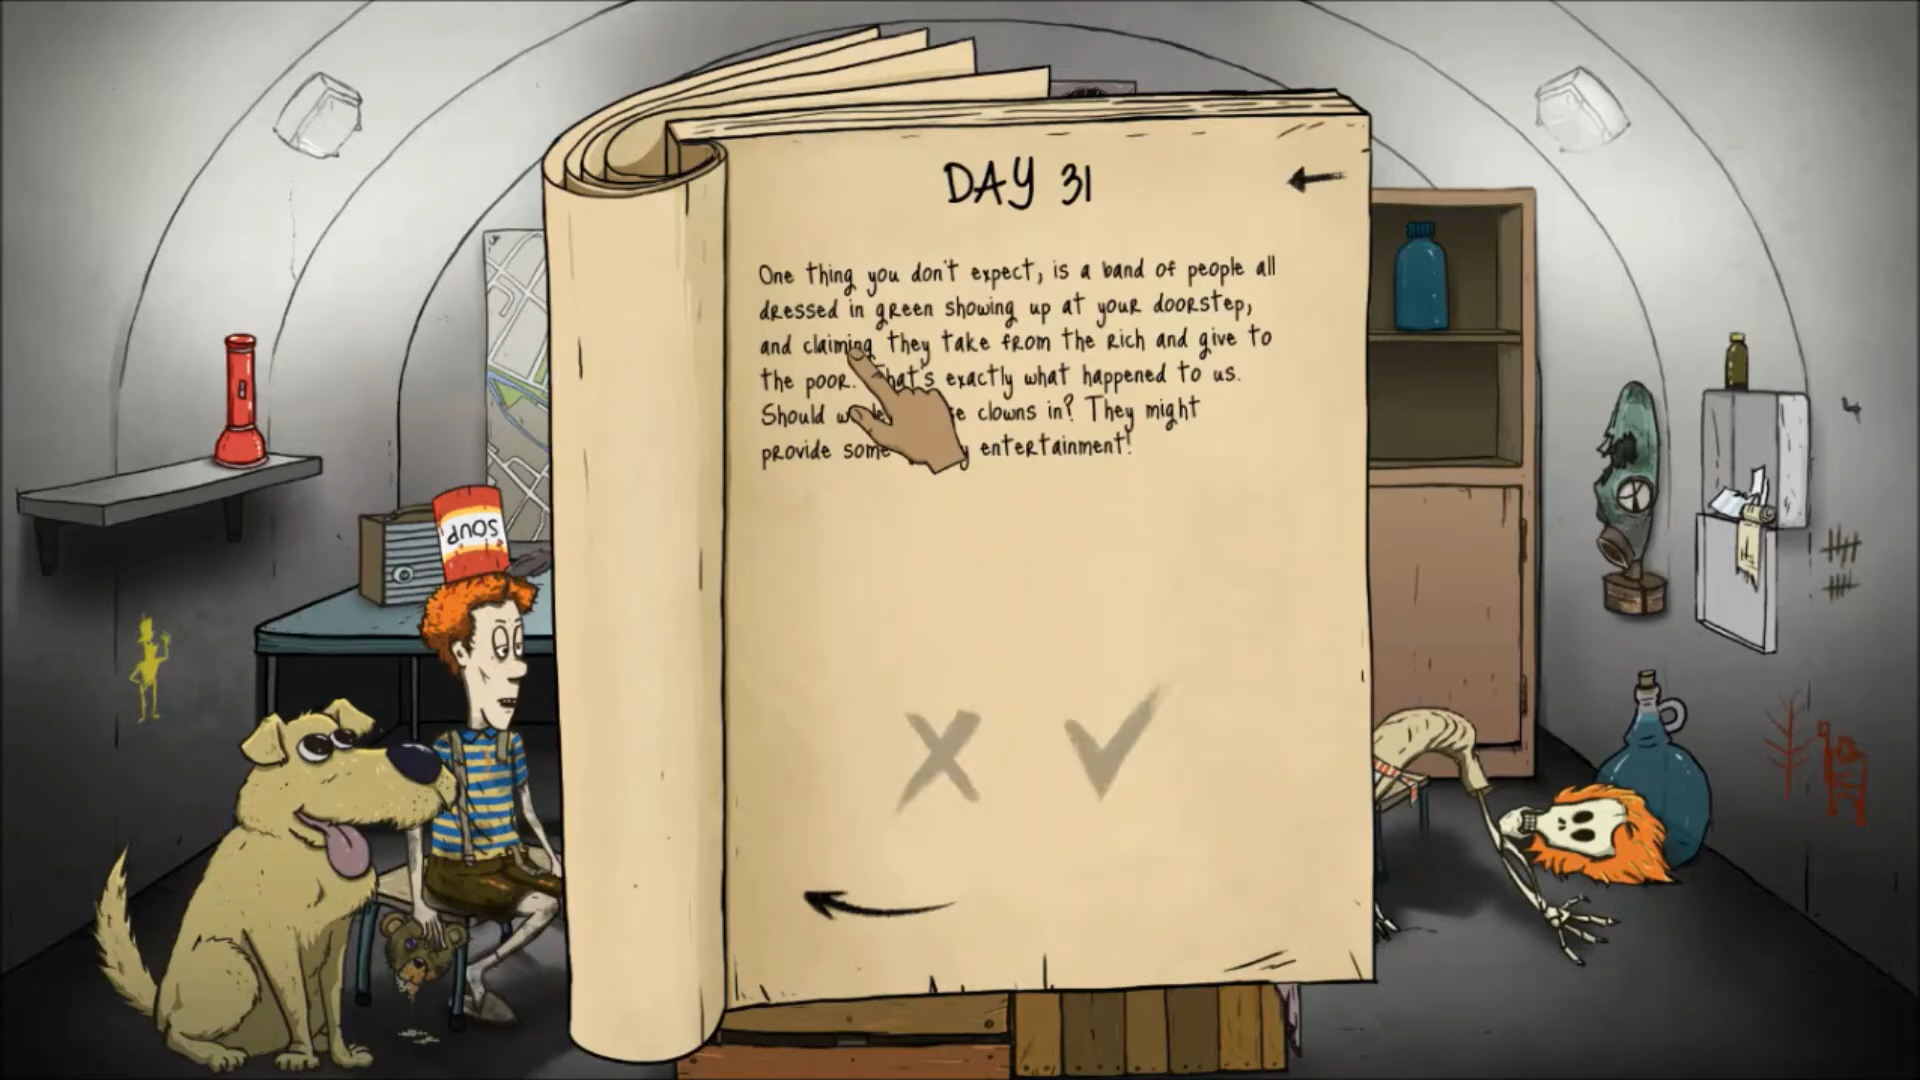 DAY 31
One thing you don't expect, is a band of people all
dressed in green showing up at your doorstep,
and claiming they take from the rich and give to
the poor. hat's exactly what happened to us.
Should clowns in? They might
provide some entertainment!
SOUP